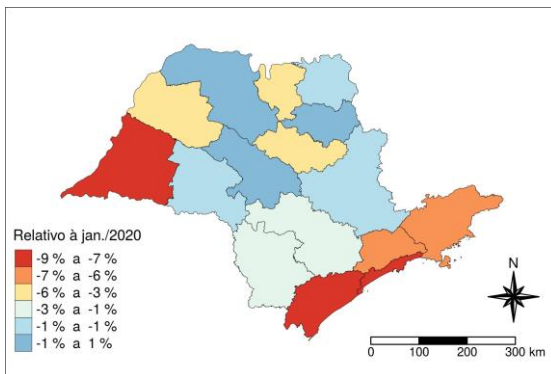 Relativo à jan./2020
-9 % a -7 %
-7 % a -6 %
-6 % a -3 %
-3 % a -1 %
-1 % a -1 %
-1 % a 1 %
N
0 100 200 300 km